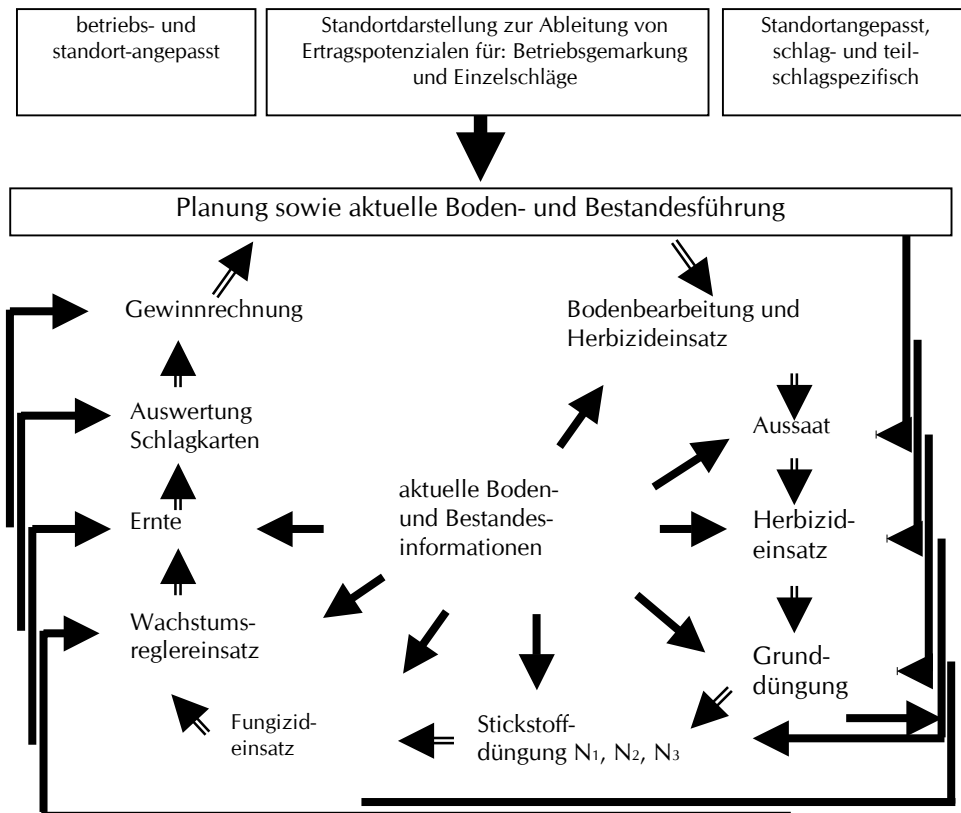 betriebs- und
standort-angepasst
Standortdarstellung zur Ableitung von
Ertragspotenzialen für: Betriebsgemarkung
und Einzelschläge
Standortangepasst,
schlag- und teil-
schlagspezifisch
Planung sowie aktuelle Boden- und Bestandesführung
Gewinnrechnung
Bodenbearbeitung und
Herbizideinsatz
Auswertung
Schlagkarten
Aussaat
aktuelle Boden-
und Bestandes-
informationen
Ernte
Herbizid-
einsatz
Wachstums-
reglereinsatz
Grund-
düngung
Fungizid-
einsatz
Stickstoff-
düngung N₁, N₂, N₃